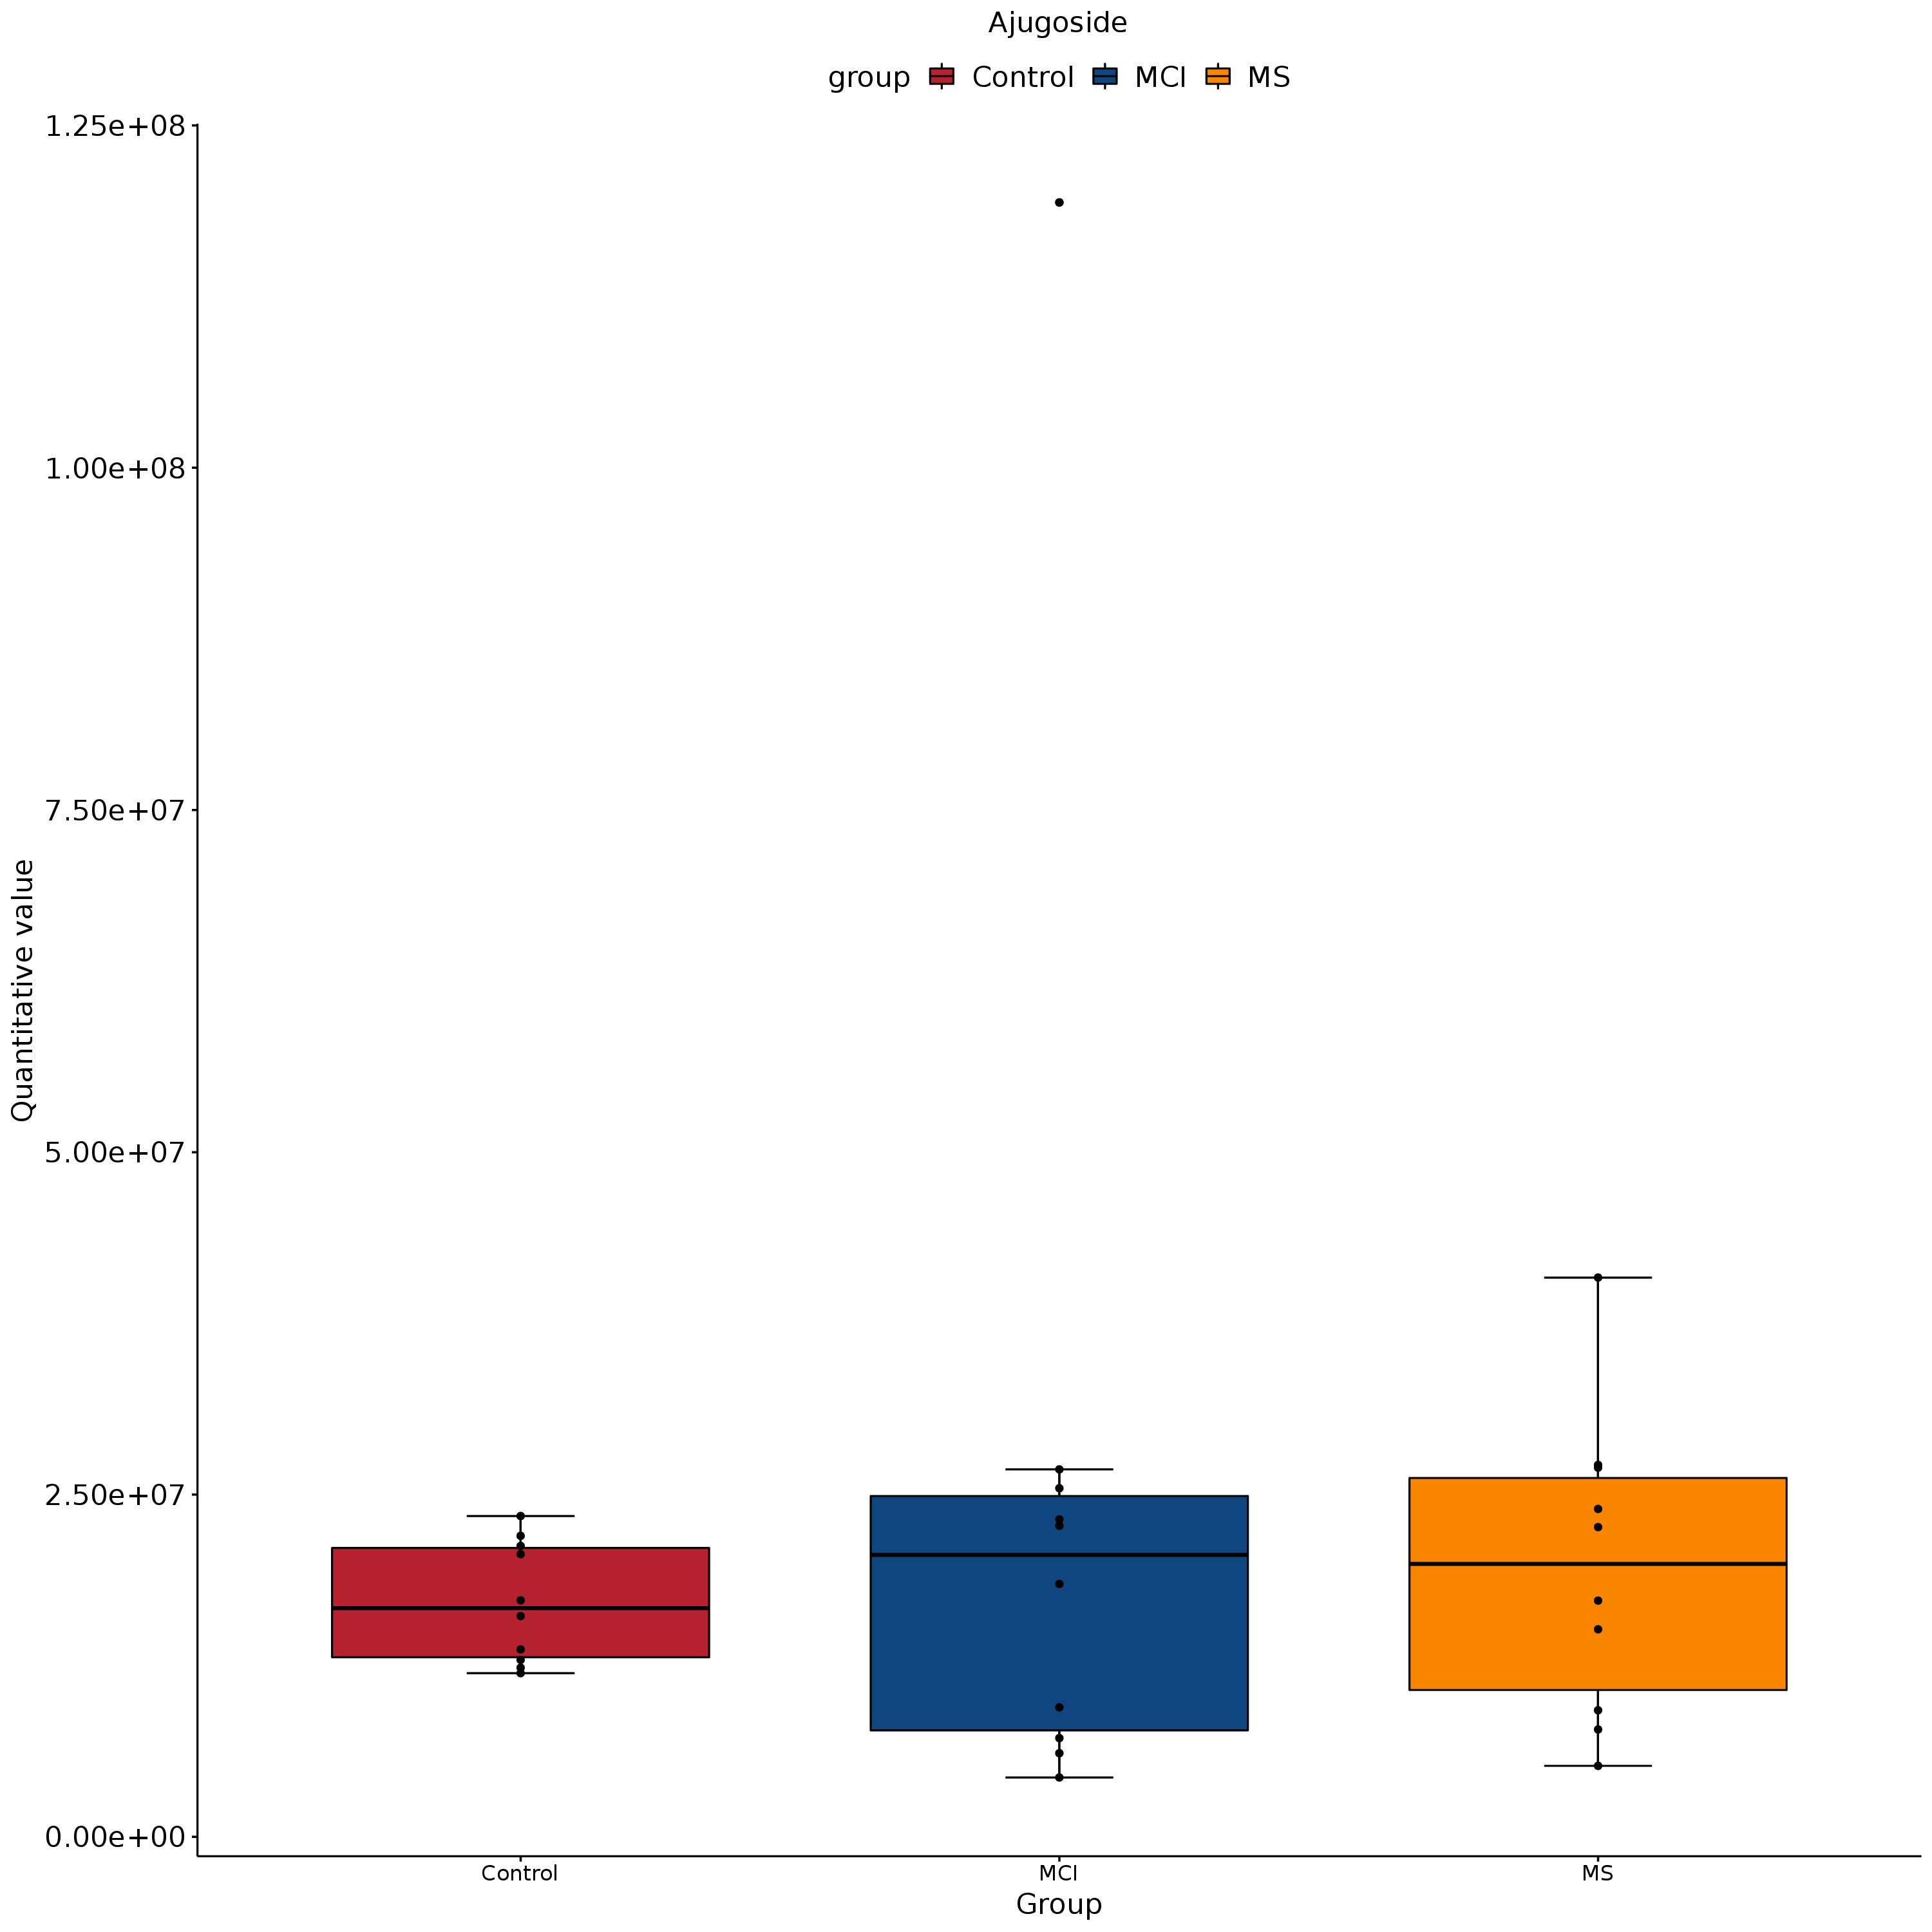 Ajugoside
group Control MCI MS
1.25e+08
1.00e+08
7.50e+07
5.00e+07
2.50e+07
0.00e+00
Quantitative value
Control MCI MS
Group